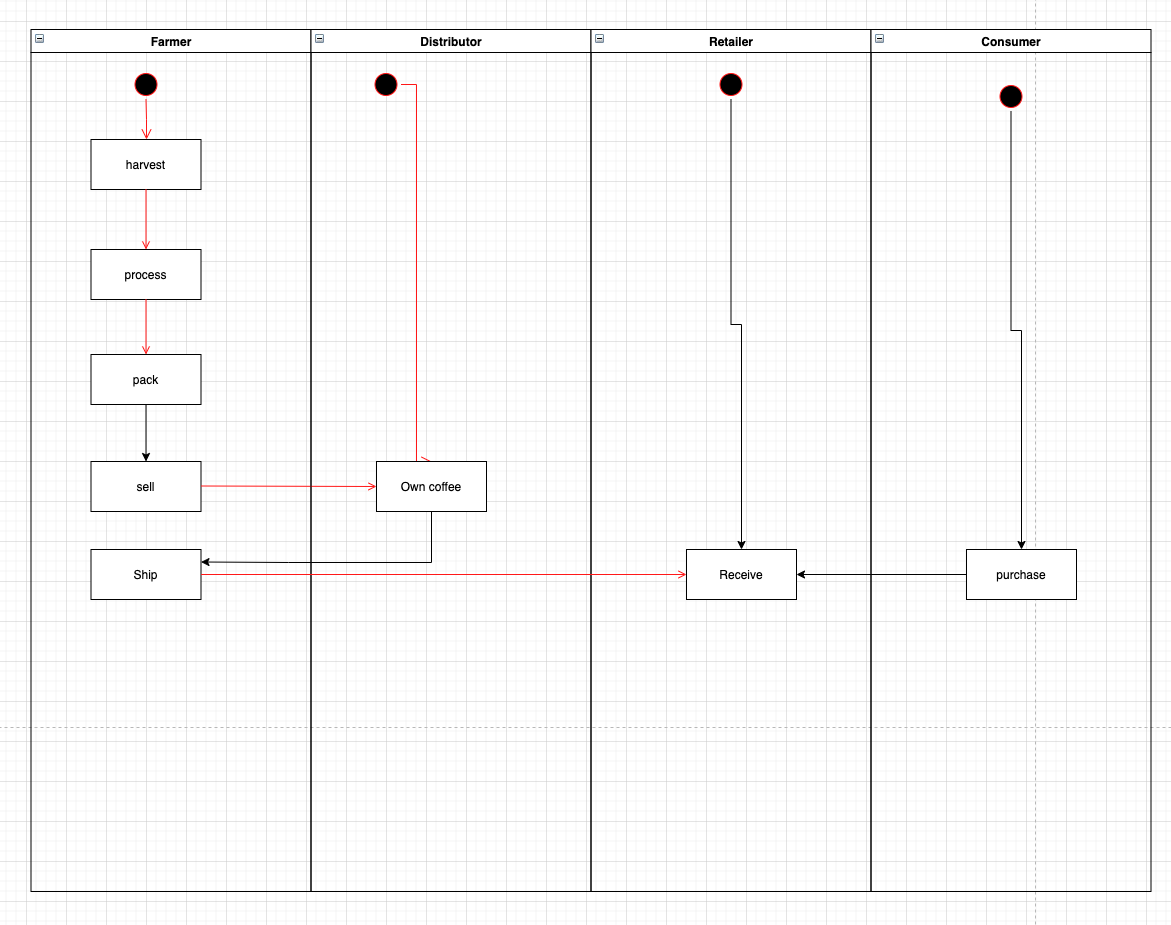 Farmer
Distributor
Retailer
Consumer
harvest
process
pack
sell
Own coffee
Ship
Receive
purchase